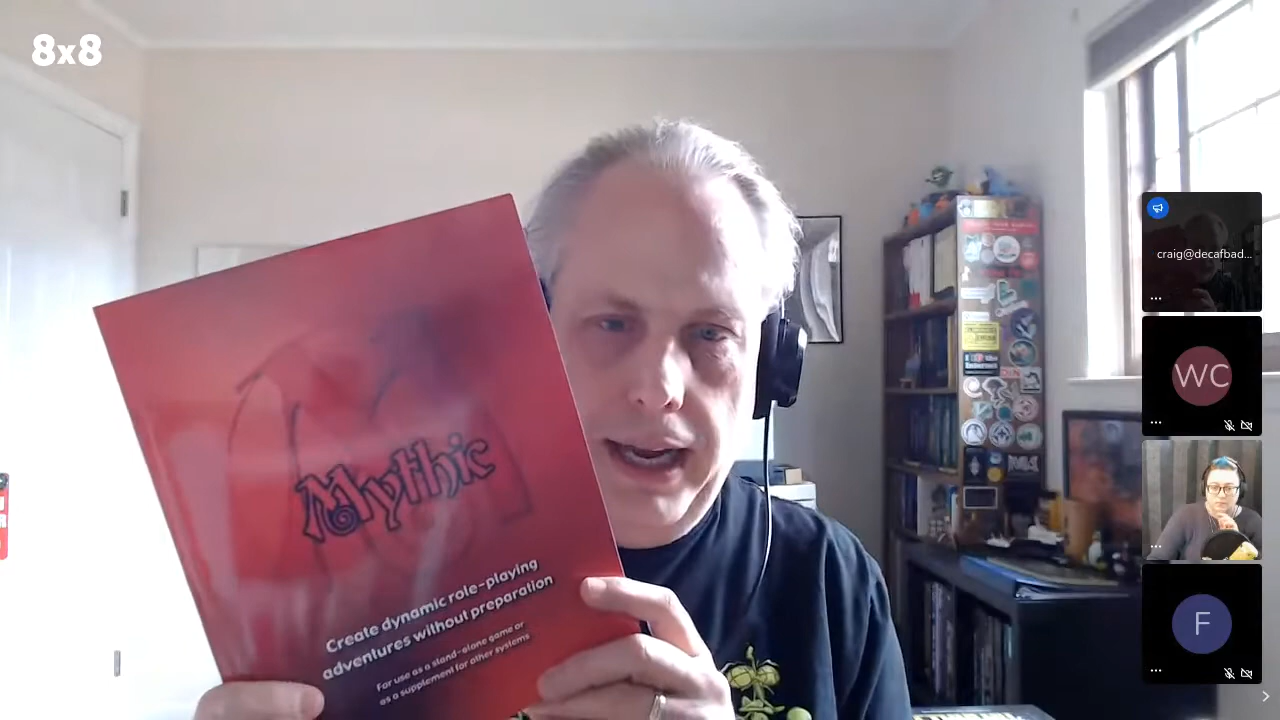 8x8
Mythic
Create dynamic role-playing
adventures without preparation
For use as a stand-alone game or
as a supplement for other systems
craig@decafbad...
WC
F